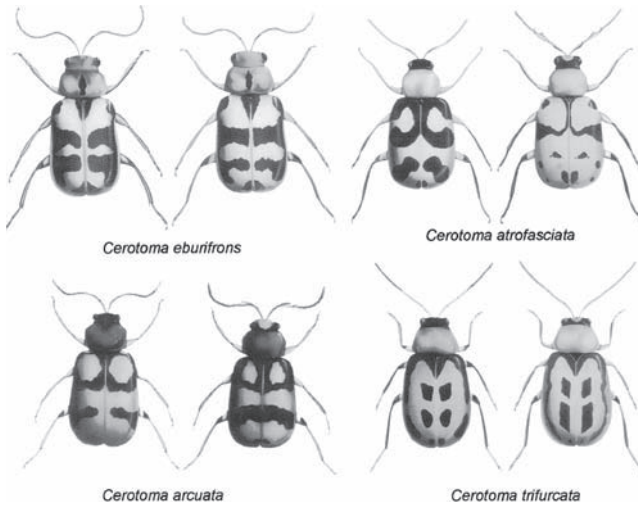 Cerotoma eburifrons
Cerotoma atrofasciata
Cerotoma arcuata
Cerotoma trifurcata